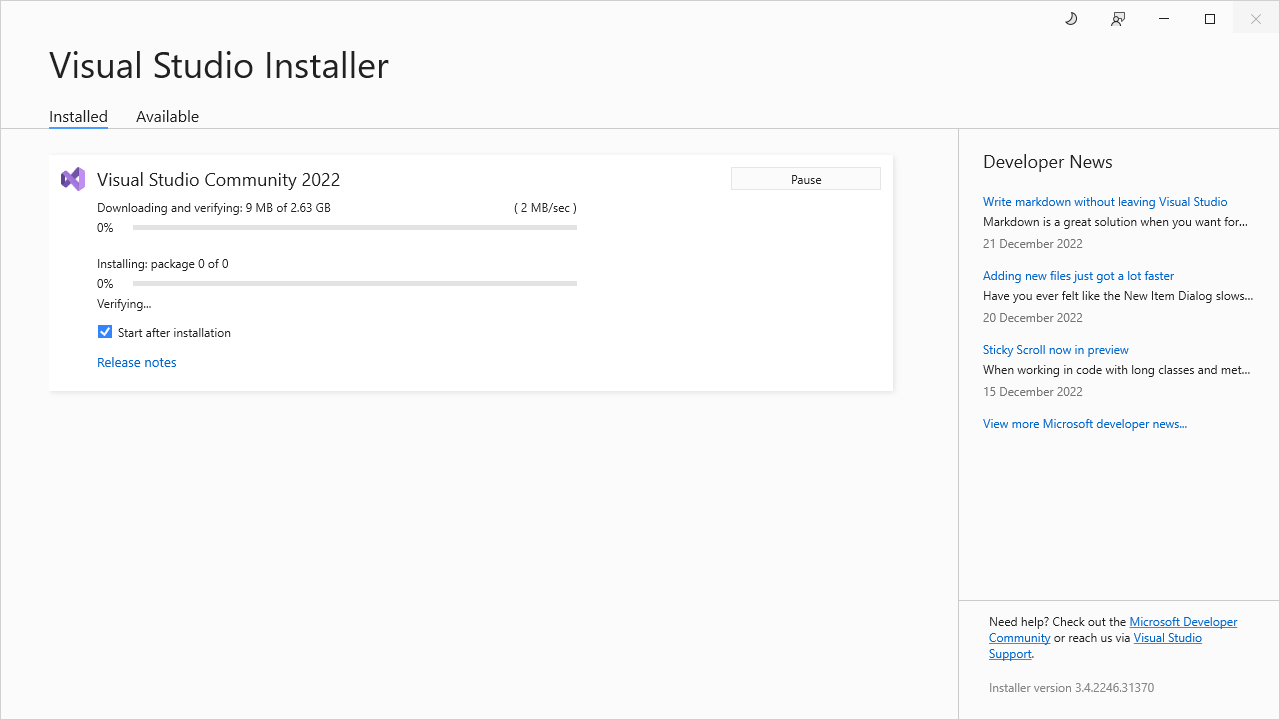 Visual Studio Installer
Installed
Available
Visual Studio Community 2022
Pause
Downloading and verifying: 9 MB of 2.63 GB
( 2 MB/sec )
0%
Installing: package 0 of 0
0%
Verifying...
Start after installation
Release notes
Developer News
Write markdown without leaving Visual Studio
Markdown is a great solution when you want for...
21 December 2022
Adding new files just got a lot faster
Have you ever felt like the New Item Dialog slows...
20 December 2022
Sticky Scroll now in preview
When working in code with long classes and met...
15 December 2022
View more Microsoft developer news...
Need help? Check out the Microsoft Developer
Community or reach us via Visual Studio
Support.
Installer version 3.4.2246.31370